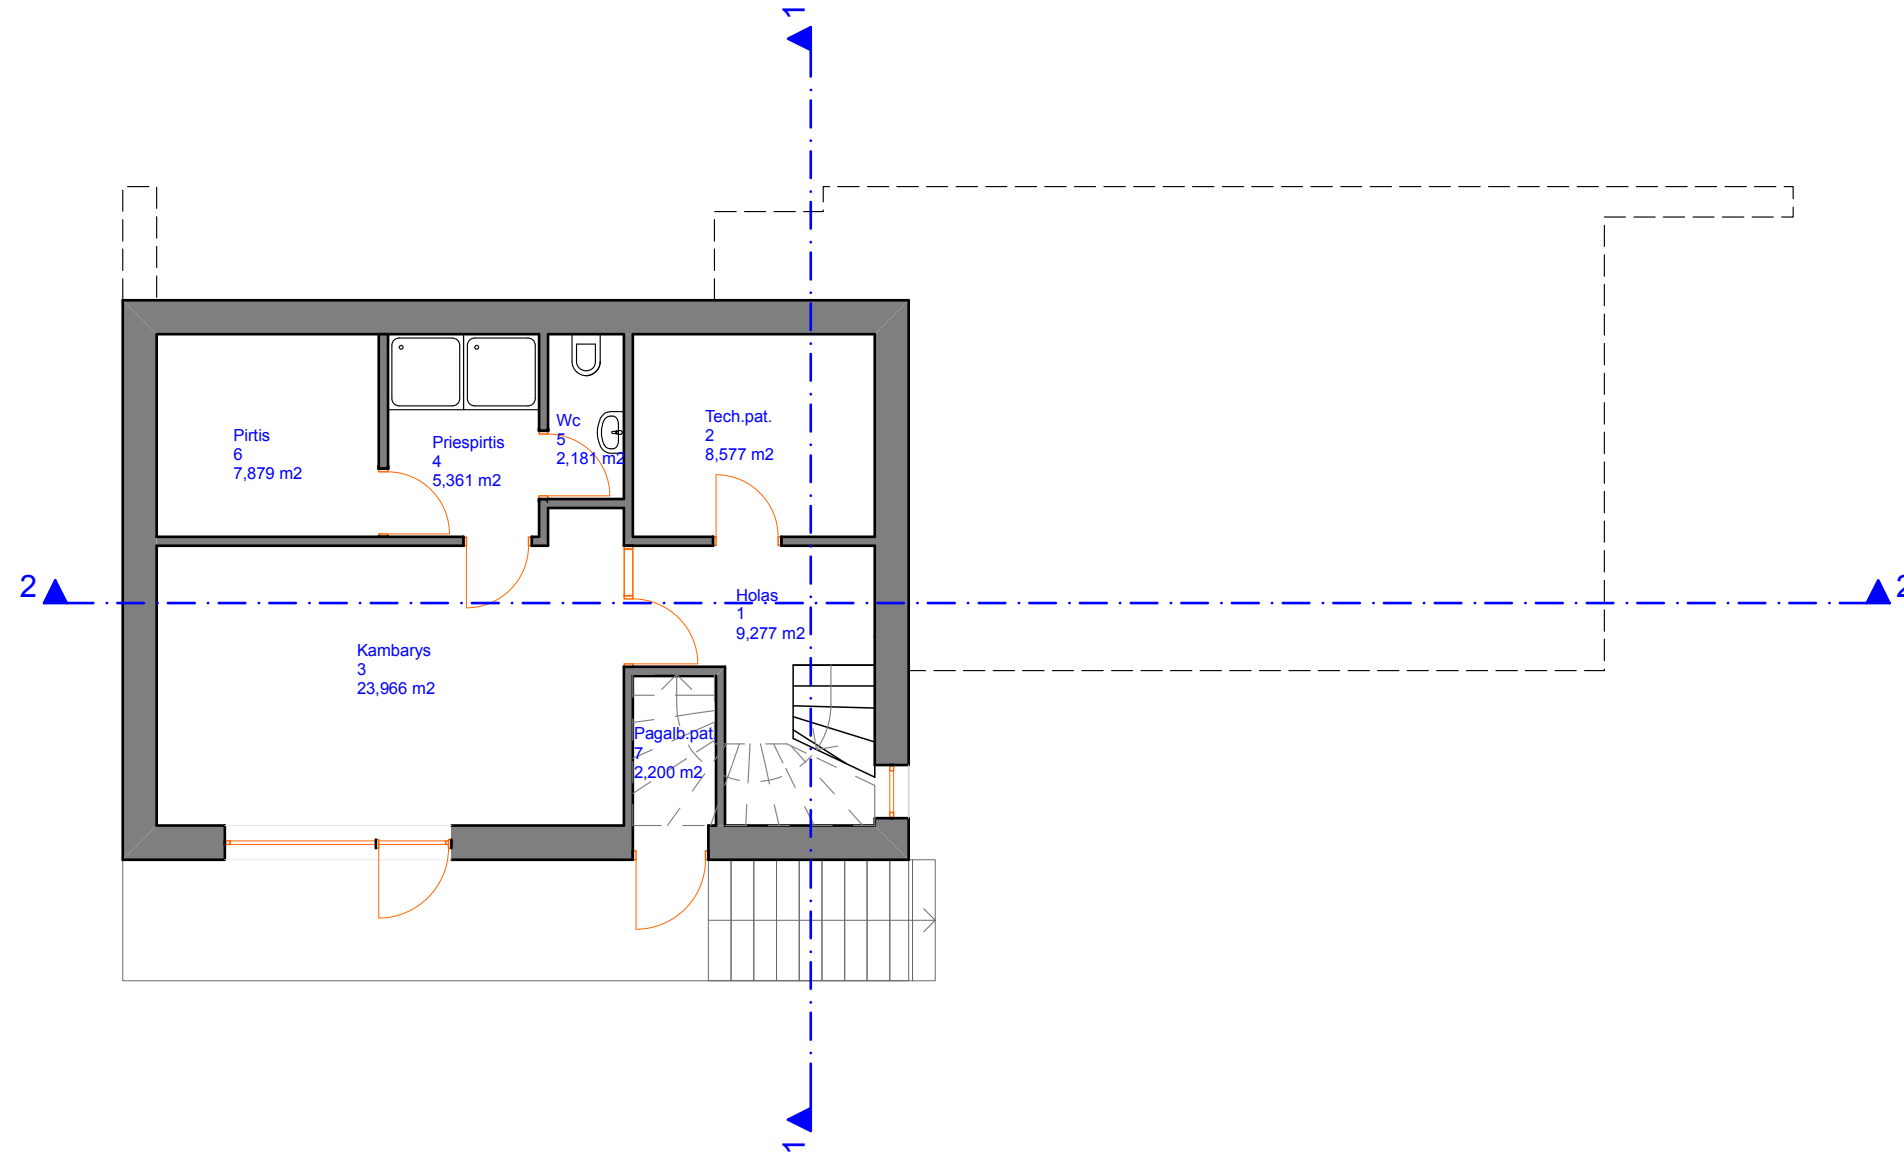 1
Pirtis
6
7,879 m2
Priespirtis
4
5,361 m2
Wc
5
2,181 m2
Tech.pat.
2
8,577 m2
2
2
Holas
1
9,277 m2
Kambarys
3
23,966 m2
Pagalb.pat.
7
2,200 m2
1